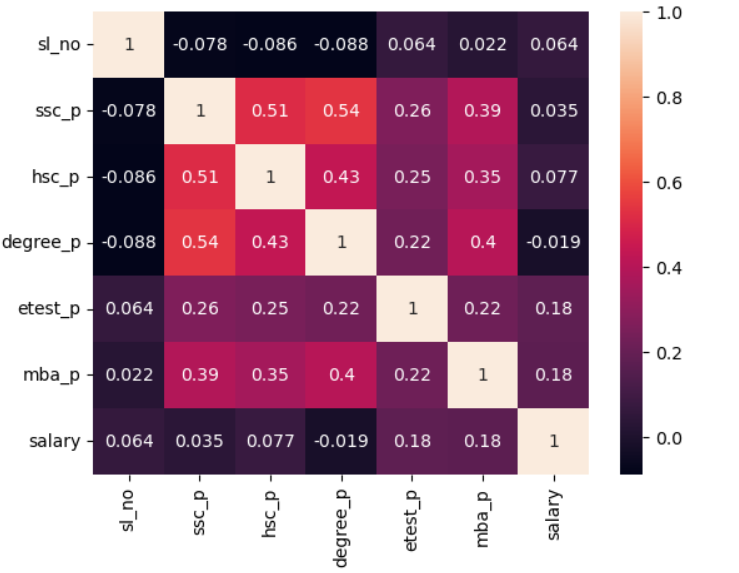 1.0
sl_no 1 -0.078 -0.086 -0.088 0.064 0.022 0.064
0.8
ssc_p -0.078 1 0.51 0.54 0.26 0.39 0.035
hsc_p -0.086 0.51 1 0.43 0.25 0.35 0.077
0.6
degree_p -0.088 0.54 0.43 1 0.22 0.4 -0.019
0.4
etest_p 0.064 0.26 0.25 0.22 1 0.22 0.18
0.2
mba_p 0.022 0.39 0.35 0.4 0.22 1 0.18
0.0
salary 0.064 0.035 0.077 -0.019 0.18 0.18 1
sl_no ssc_p hsc_p degree_p etest_p mba_p salary